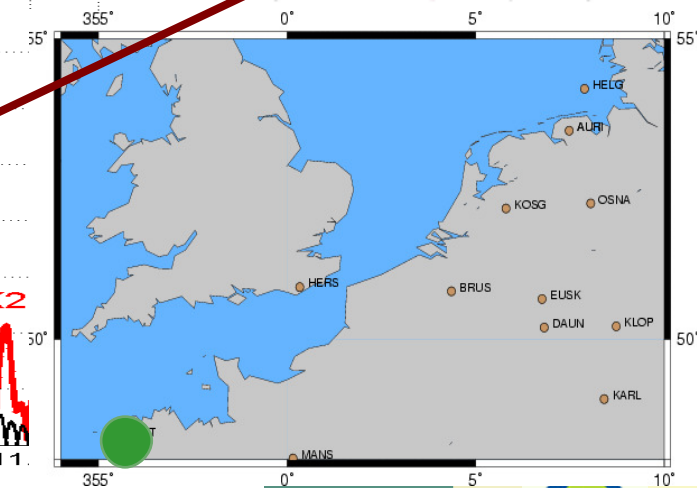 355° 0° 5° 10°
55° 55°
HELG
AURI
KOSG OSNA
HERS BRUS EUSK
DAUN KLOP
50° 50°
KARL
T
MANS
355° 0° 5° 10°